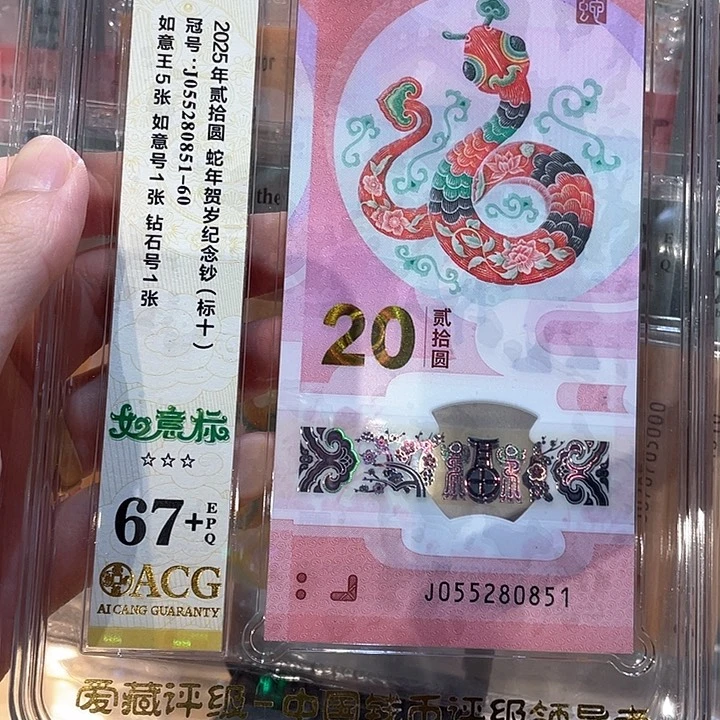 2025年贰拾圆 蛇年贺岁纪念钞(标十)
冠号:J055280851-60
如意王5张 如意号1张 钻石号1张
如意标
☆☆☆
67+
EPQ
ACG
AI CANG GUARANTY
蛇
20
贰拾圆
J055280851
the
爱藏评级-中国钱币评级领导者